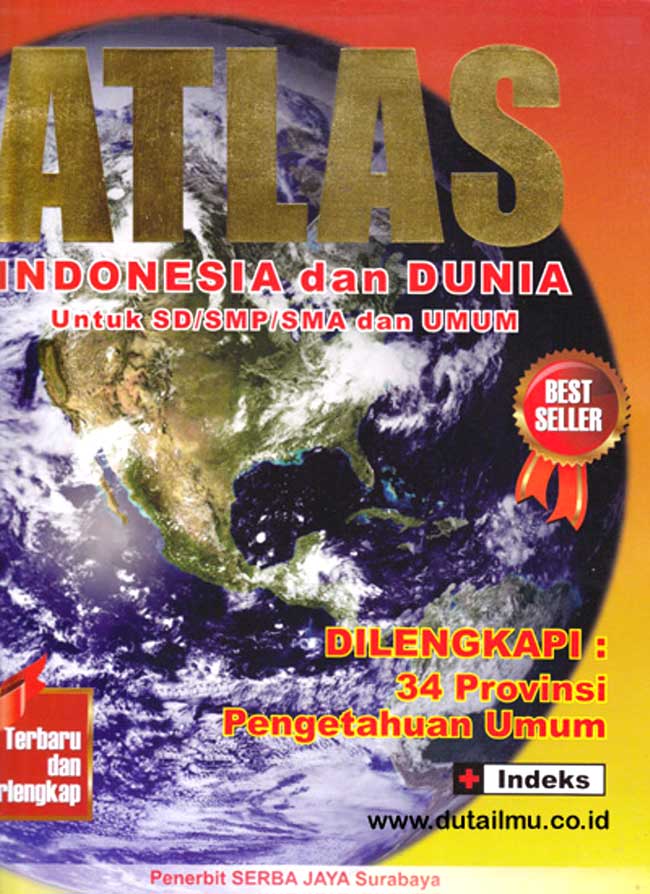 ATLAS
INDONESIA dan DUNIA
Untuk SD/SMP/SMA dan UMUM
BEST
SELLER
DILENGKAPI :
34 Provinsi
Pengetahuan Umum
Terbaru
dan
rlengkap
+ Indeks
www.dutailmu.co.id
Penerbit SERBA JAYA Surabaya